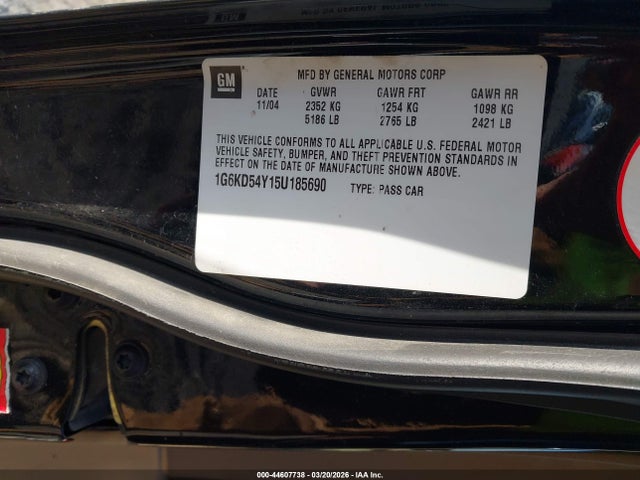 GM
MFD BY GENERAL MOTORS CORP
DATE GVWR GAWR FRT GAWR RR
11/04 2352 KG 1254 KG 1098 KG
5186 LB 2765 LB 2421 LB
THIS VEHICLE CONFORMS TO ALL APPLICABLE U.S. FEDERAL MOTOR
VEHICLE SAFETY, BUMPER, AND THEFT PREVENTION STANDARDS IN
EFFECT ON THE DATE OF MANUFACTURE SHOWN ABOVE.
1G6KD54Y15U185690 TYPE: PASS CAR
000-44607738 - 03/20/2026 - IAA Inc.